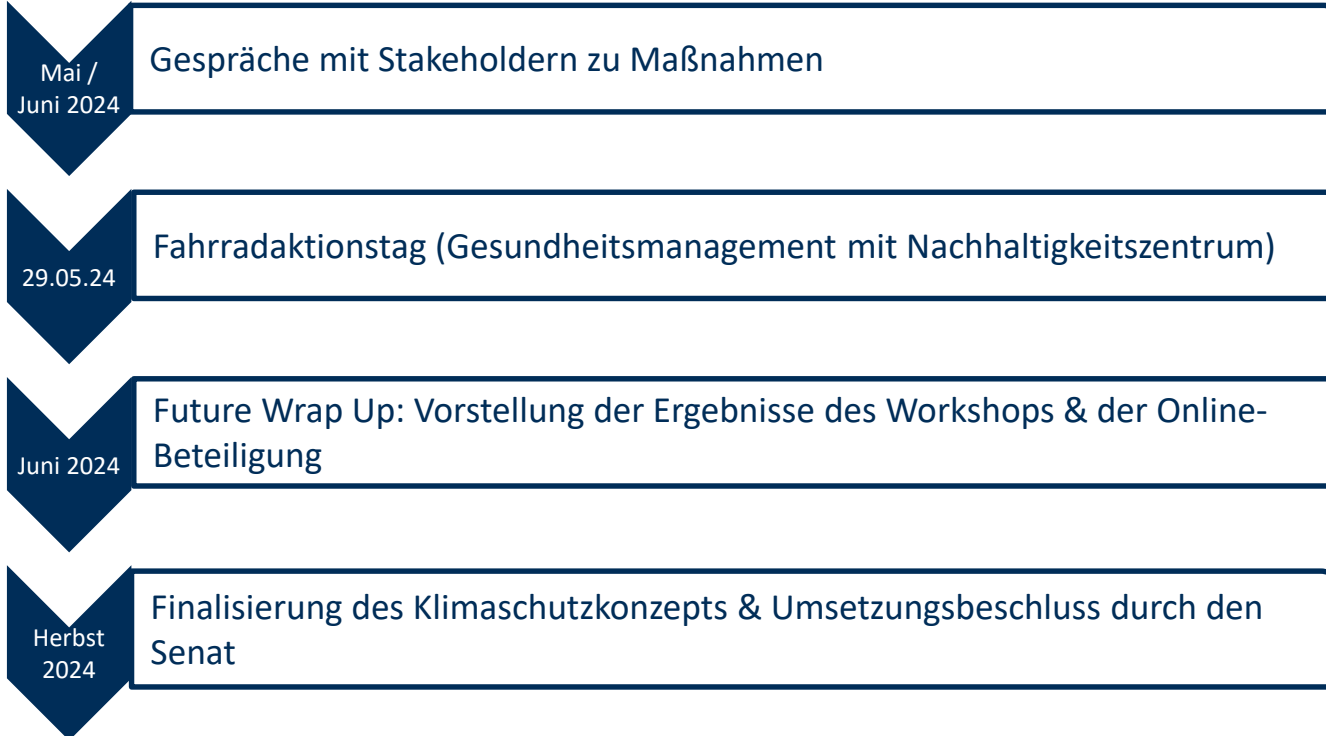 Mai /
Juni 2024
Gespräche mit Stakeholdern zu Maßnahmen
29.05.24
Fahrradaktionstag (Gesundheitsmanagement mit Nachhaltigkeitszentrum)
Juni 2024
Future Wrap Up: Vorstellung der Ergebnisse des Workshops & der Online-
Beteiligung
Herbst
2024
Finalisierung des Klimaschutzkonzepts & Umsetzungsbeschluss durch den
Senat